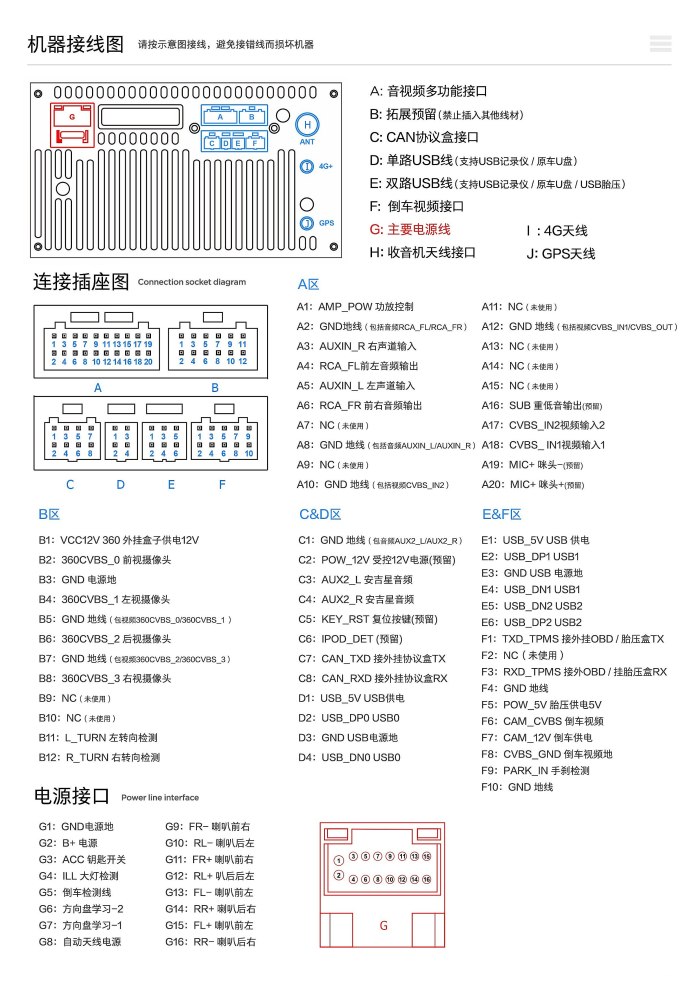 机器接线图 请按示意图接线，避免接错线而损坏机器
G
A B
C D E F
H
ANT
I 4G+
J GPS
A: 音视频多功能接口
B: 拓展预留(禁止插入其他线材)
C: CAN协议盒接口
D: 单路USB线(支持USB记录仪 / 原车U盘)
E: 双路USB线(支持USB记录仪 / 原车U盘 / USB胎压)
F: 倒车视频接口
G: 主要电源线 I : 4G天线
H: 收音机天线接口 J: GPS天线
连接插座图 Connection socket diagram
1 3 5 7 9 11 13 15 17 19
2 4 6 8 10 12 14 16 18 20
A
1 3 5 7 9 11
2 4 6 8 10 12
B
1 3 5 7
2 4 6 8
C
1 3
2 4
D
1 3 5
2 4 6
E
1 3 5 7 9
2 4 6 8 10
F
A区
A1: AMP_POW 功放控制
A2: GND地线 ( 包括音频RCA_FL/RCA_FR )
A3: AUXIN_R 右声道输入
A4: RCA_FL前左音频输出
A5: AUXIN_L 左声道输入
A6: RCA_FR 前右音频输出
A7: NC ( 未使用 )
A8: GND 地线 ( 包括音频AUXIN_L/AUXIN_R )
A9: NC ( 未使用 )
A10: GND 地线 ( 包括视频CVBS_IN2 )
A11: NC ( 未使用 )
A12: GND 地线 ( 包括视频CVBS_IN1/CVBS_OUT )
A13: NC ( 未使用 )
A14: NC ( 未使用 )
A15: NC ( 未使用 )
A16: SUB 重低音输出(预留)
A17: CVBS_IN2视频输入2
A18: CVBS_ IN1视频输入1
A19: MIC+ 咪头-(预留)
A20: MIC+ 咪头+(预留)
B区
B1: VCC12V 360 外挂盒子供电12V
B2: 360CVBS_0 前视摄像头
B3: GND 电源地
B4: 360CVBS_1 左视摄像头
B5: GND 地线 ( 包视频360CVBS_0/360CVBS_1 )
B6: 360CVBS_2 后视摄像头
B7: GND 地线 ( 包视频360CVBS_2/360CVBS_3 )
B8: 360CVBS_3 右视摄像头
B9: NC ( 未使用 )
B10: NC ( 未使用 )
B11: L_TURN 左转向检测
B12: R_TURN 右转向检测
C&D区
C1: GND 地线 ( 包音频AUX2_L/AUX2_R )
C2: POW_12V 受控12V电源(预留)
C3: AUX2_L 安吉星音频
C4: AUX2_R 安吉星音频
C5: KEY_RST 复位按键(预留)
C6: IPOD_DET (预留)
C7: CAN_TXD 接外挂协议盒TX
C8: CAN_RXD 接外挂协议盒RX
D1: USB_5V USB供电
D2: USB_DP0 USB0
D3: GND USB电源地
D4: USB_DN0 USB0
E&F区
E1: USB_5V USB 供电
E2: USB_DP1 USB1
E3: GND USB 电源地
E4: USB_DN1 USB1
E5: USB_DN2 USB2
E6: USB_DP2 USB2
F1: TXD_TPMS 接外挂OBD / 胎压盒TX
F2: NC ( 未使用 )
F3: RXD_TPMS 接外OBD / 挂胎压盒RX
F4: GND 地线
F5: POW_5V 胎压供电5V
F6: CAM_CVBS 倒车视频
F7: CAM_12V 倒车供电
F8: CVBS_GND 倒车视频地
F9: PARK_IN 手刹检测
F10: GND 地线
电源接口 Power line interface
G1: GND电源地
G2: B+ 电源
G3: ACC 钥匙开关
G4: ILL 大灯检测
G5: 倒车检测线
G6: 方向盘学习-2
G7: 方向盘学习-1
G8: 自动天线电源
G9: FR- 喇叭前右
G10: RL- 喇叭后左
G11: FR+ 喇叭前右
G12: RL+ 叭后后左
G13: FL- 喇叭前左
G14: RR+ 喇叭后右
G15: FL+ 喇叭前左
G16: RR- 喇叭后右
1 3 5 7 9 11 13 15
2 4 6 8 10 12 14 16
G